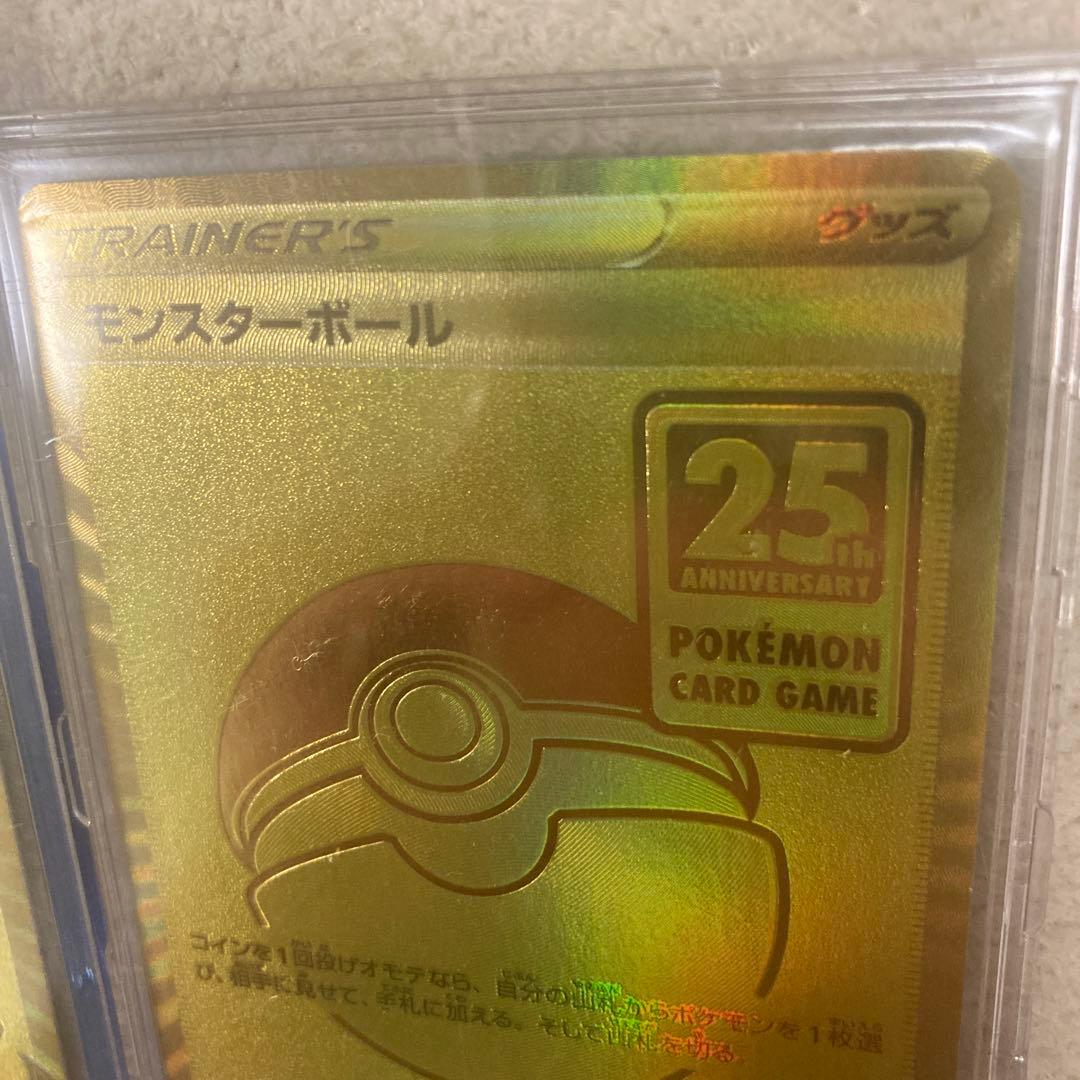 TRAINER'S
グッズ
モンスターボール
25th
ANNIVERSARY
POKÉMON
CARD GAME
コインを1回投げオモテなら、自分の山札からポケモンを1枚選
び、相手に見せて、手札に加える。そして山札を切る。